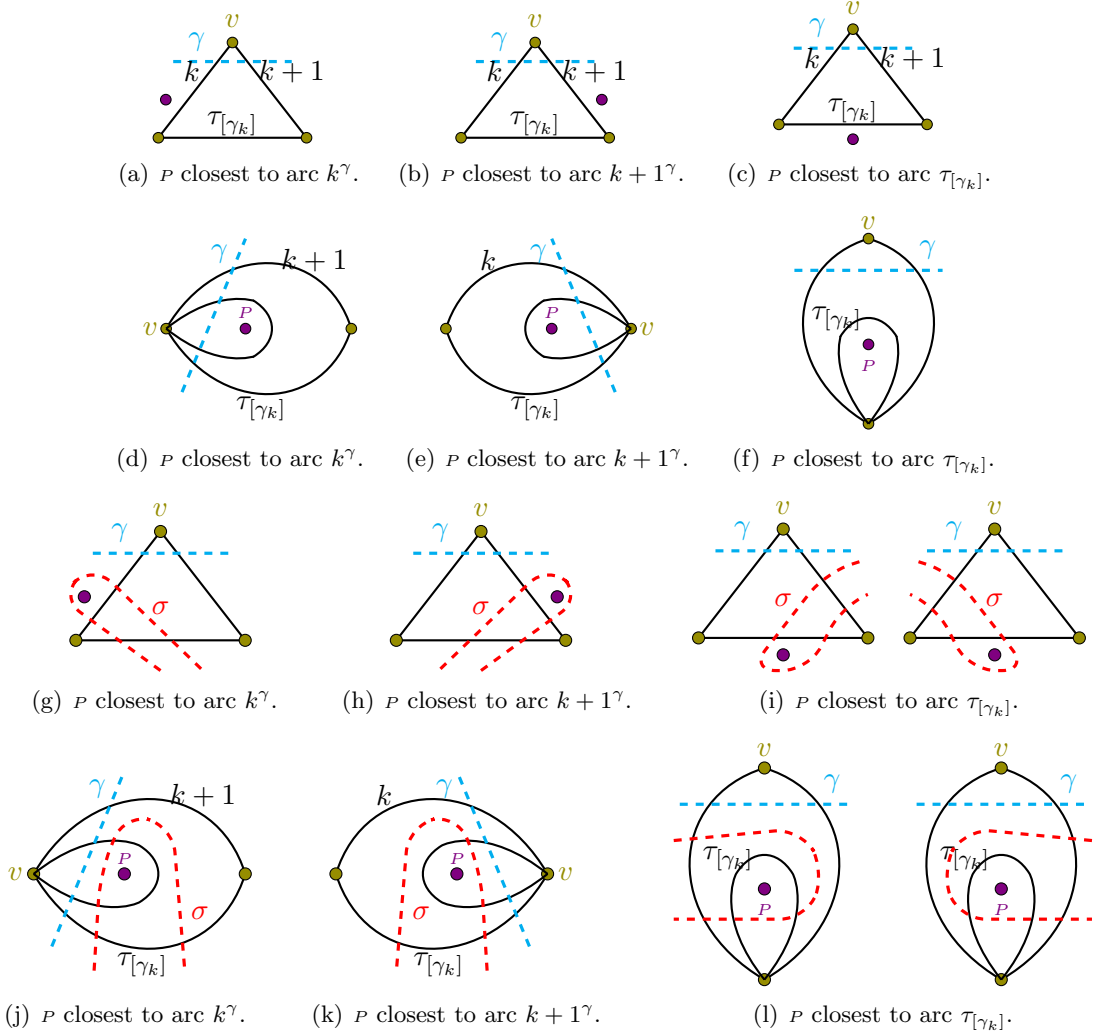 v v v
γ γ γ
k k + 1 k k + 1 k k + 1
τ[γk] τ[γk] τ[γk]
(a) P closest to arc k^γ. (b) P closest to arc k + 1^γ. (c) P closest to arc τ[γk].
γ k + 1 k γ v γ
v P P v τ[γk] P
τ[γk] τ[γk]
(d) P closest to arc k^γ. (e) P closest to arc k + 1^γ. (f) P closest to arc τ[γk].
v v v v
γ γ γ γ
σ σ σ σ
(g) P closest to arc k^γ. (h) P closest to arc k + 1^γ. (i) P closest to arc τ[γk].
γ k + 1 k γ v γ v γ
v P P v τ[γk] τ[γk]
σ σ P P
τ[γk] τ[γk]
(j) P closest to arc k^γ. (k) P closest to arc k + 1^γ. (l) P closest to arc τ[γk].